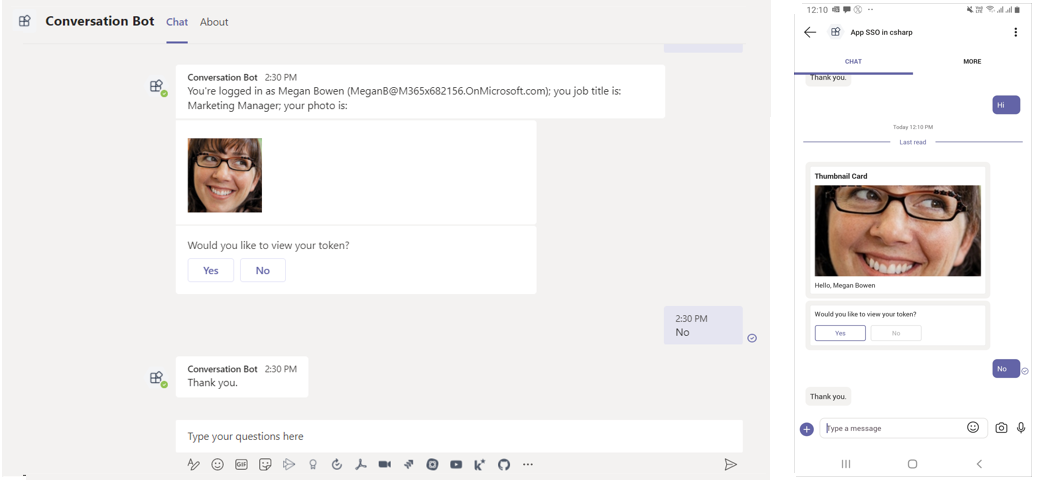 Conversation Bot Chat About
Conversation Bot 2:30 PM
You're logged in as Megan Bowen (MeganB@M365x682156.OnMicrosoft.com); you job title is:
Marketing Manager; your photo is:
Would you like to view your token?
Yes No
2:30 PM
No
Conversation Bot 2:30 PM
Thank you.
Type your questions here
GIF
12:10
App SSO in csharp
CHAT MORE
Thank you.
Hi
Today 12:10 PM
Last read
Thumbnail Card
Hello, Megan Bowen
Would you like to view your token?
Yes No
No
Thank you.
Type a message